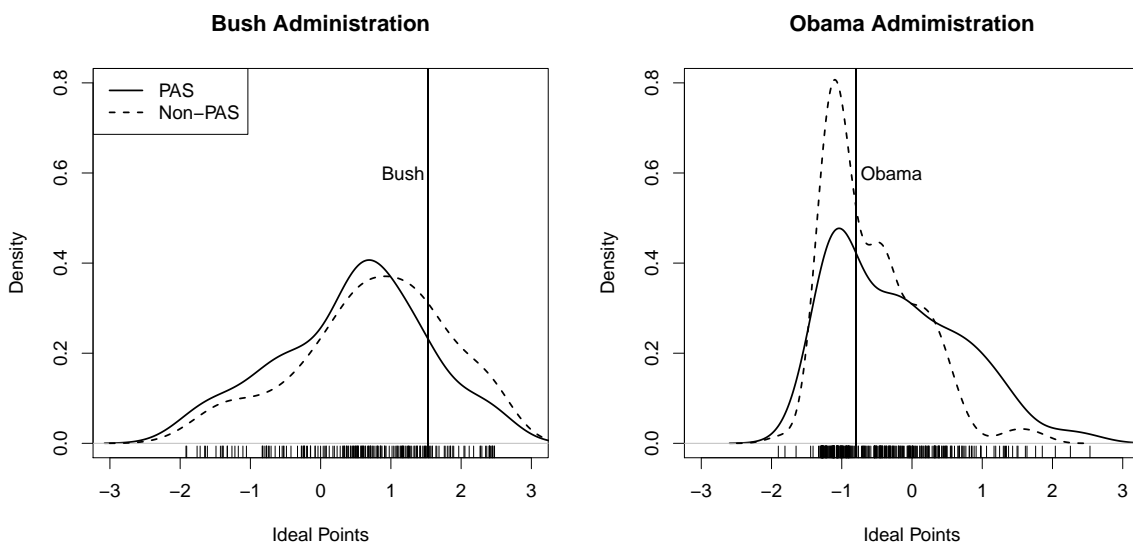 Bush Administration
PAS
Non−PAS
Bush
Density
0.0
0.2
0.4
0.6
0.8
−3 −2 −1 0 1 2 3
Ideal Points
Obama Admimistration
Obama
Density
0.0
0.2
0.4
0.6
0.8
−3 −2 −1 0 1 2 3
Ideal Points